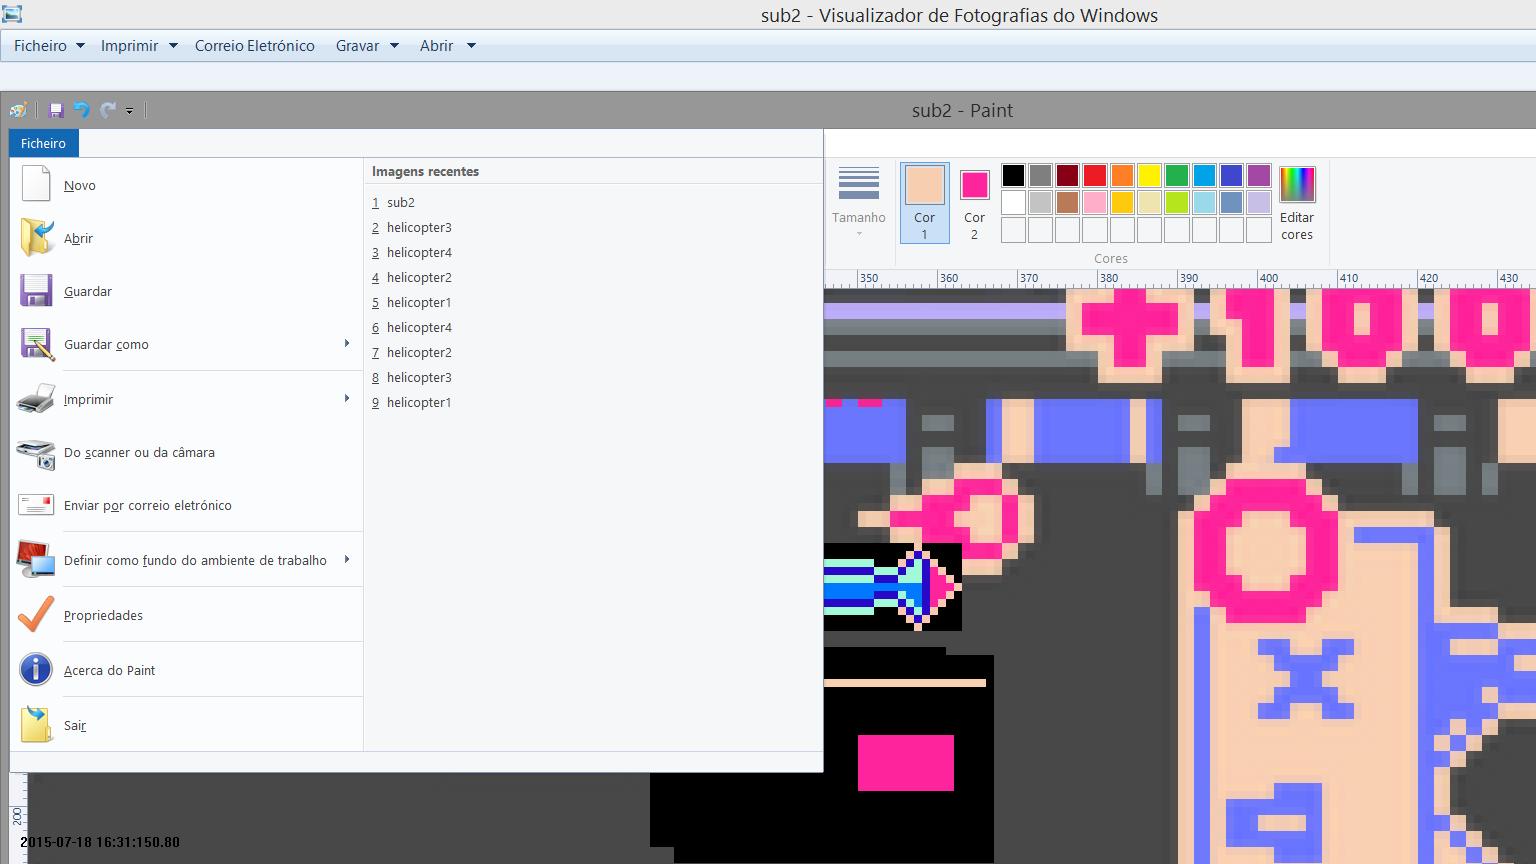 sub2 - Visualizador de Fotografias do Windows
Ficheiro Imprimir Correio Eletrónico Gravar Abrir
sub2 - Paint
Ficheiro
Novo
Abrir
Guardar
Guardar como
Imprimir
Do scanner ou da câmara
Enviar por correio eletrónico
Definir como fundo do ambiente de trabalho
Propriedades
Acerca do Paint
Sair
Imagens recentes
1 sub2
2 helicopter3
3 helicopter4
4 helicopter2
5 helicopter1
6 helicopter4
7 helicopter2
8 helicopter3
9 helicopter1
Tamanho
Cor 1
Cor 2
Editar cores
Cores
350 360 370 380 390 400 410 420 430
+100
200
2015-07-18 16:31:150.80